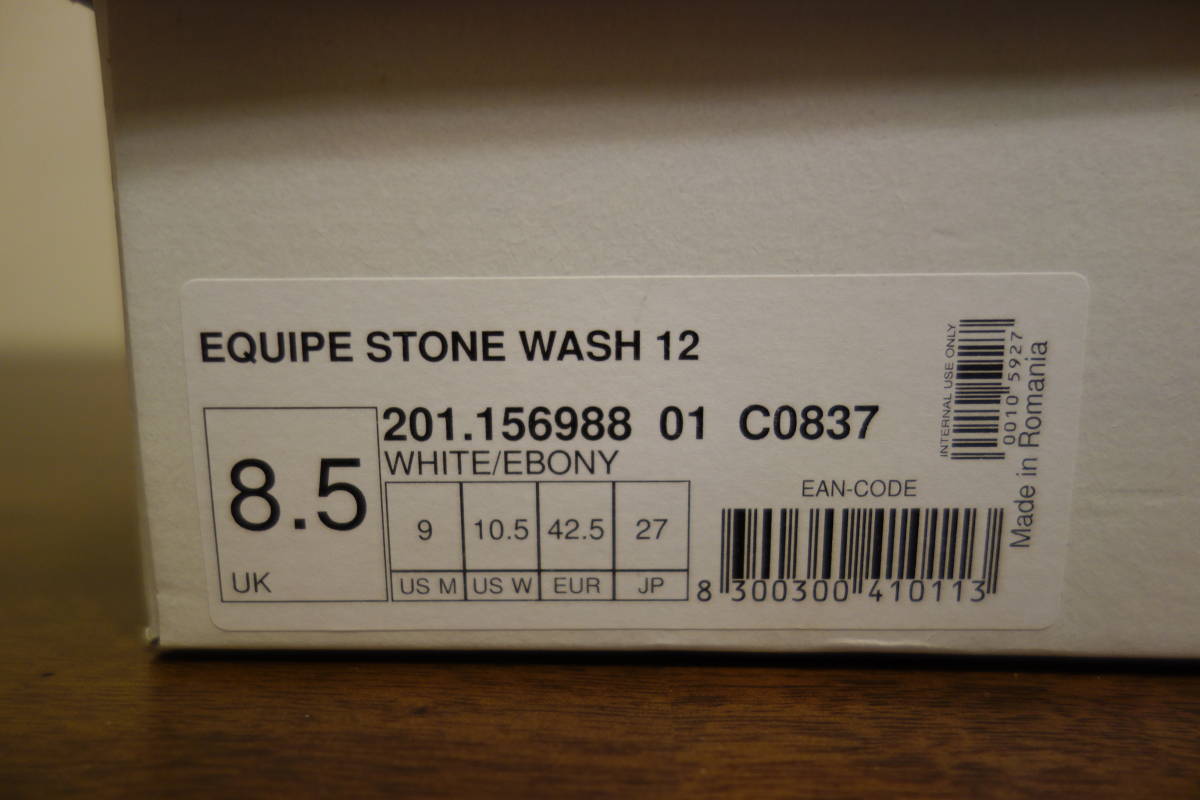 EQUIPE STONE WASH 12
201.156988 01 C0837
WHITE/EBONY
8.5
UK
9 10.5 42.5 27
US M US W EUR JP
EAN-CODE
8 300300 410113
INTERNAL USE ONLY
0010 5927
Made in Romania